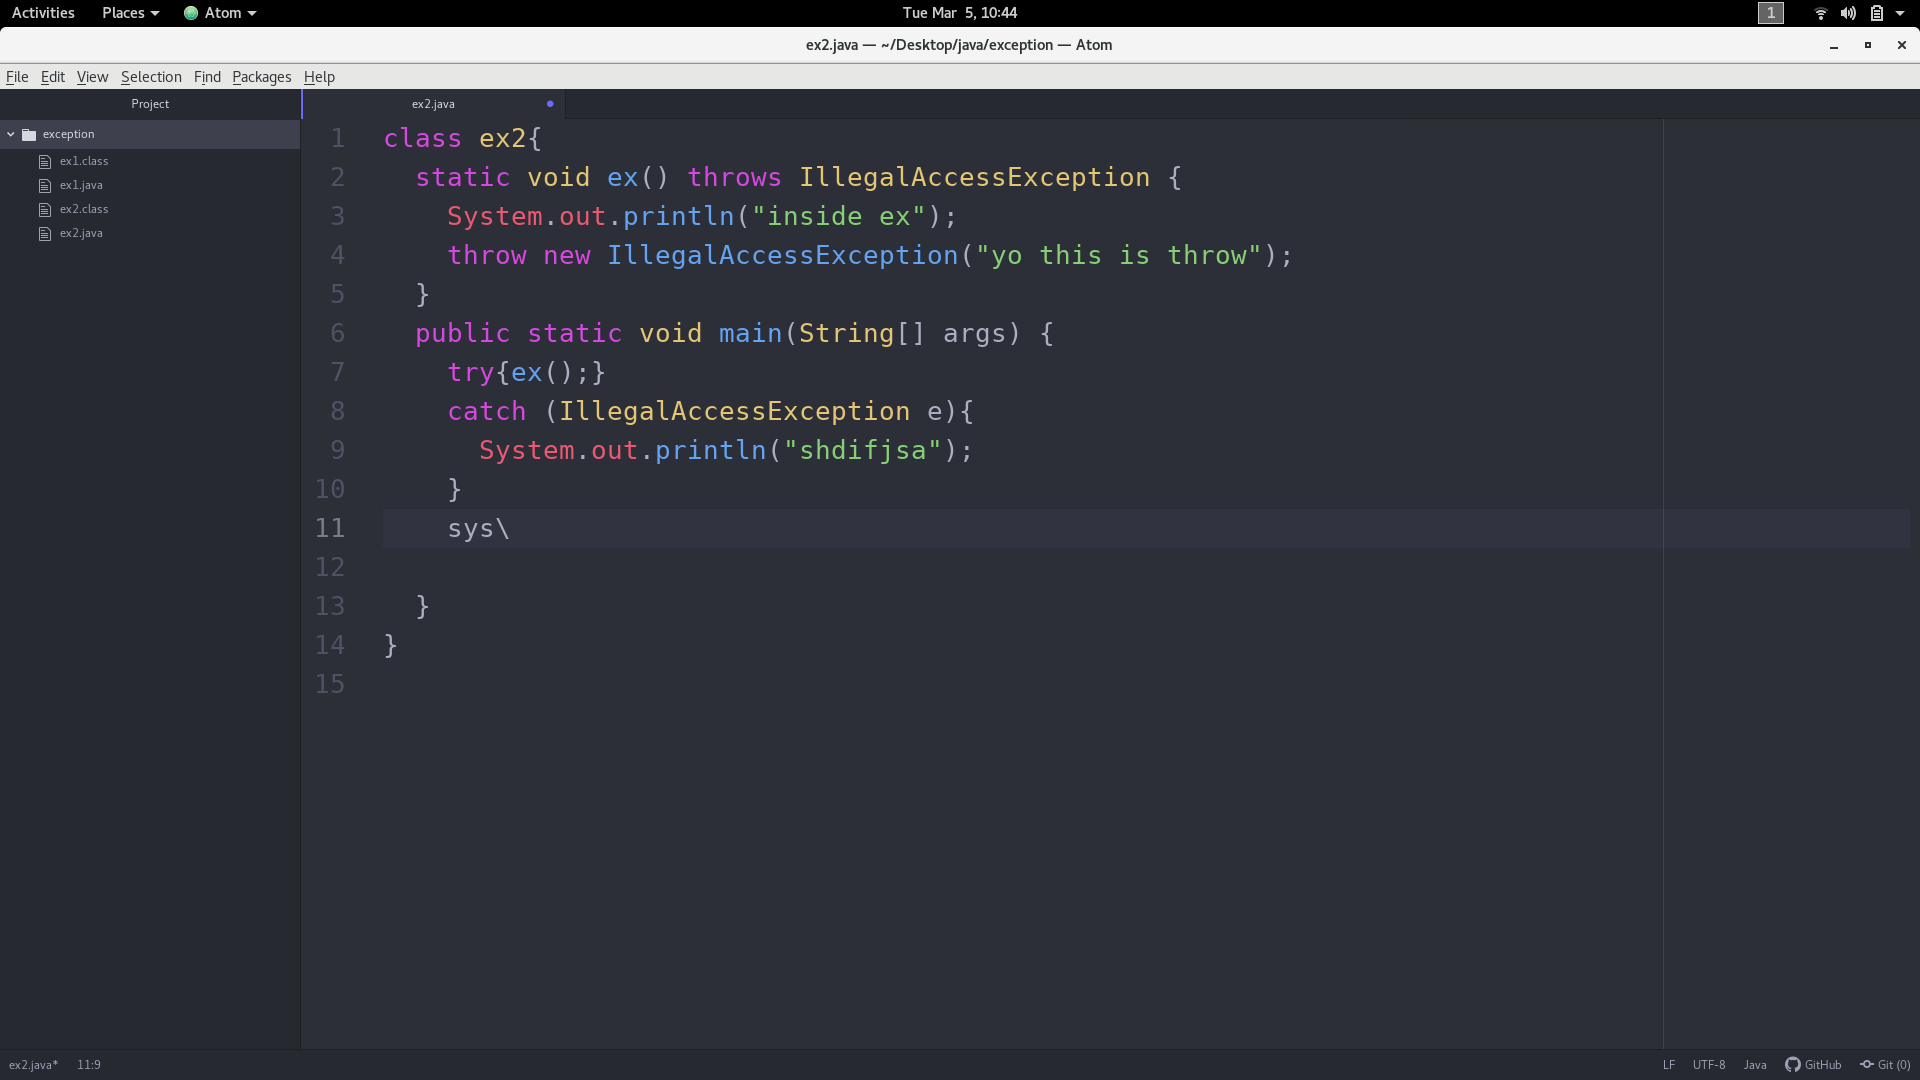 Activities Places Atom Tue Mar 5, 10:44 1
ex2.java — ~/Desktop/java/exception — Atom
File Edit View Selection Find Packages Help
Project
exception
ex1.class
ex1.java
ex2.class
ex2.java
ex2.java
1 class ex2{
2 static void ex() throws IllegalAccessException {
3 System.out.println("inside ex");
4 throw new IllegalAccessException("yo this is throw");
5 }
6 public static void main(String[] args) {
7 try{ex();}
8 catch (IllegalAccessException e){
9 System.out.println("shdifjsa");
10 }
11 sys\
12
13 }
14 }
15
ex2.java* 11:9 LF UTF-8 Java GitHub Git (0)